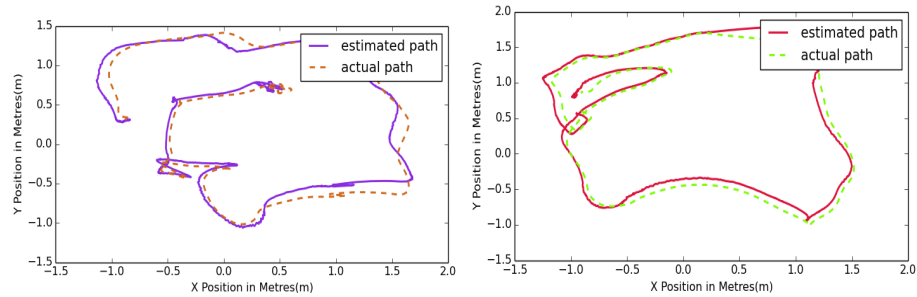 1.5
1.0
0.5
0.0
−0.5
−1.0
−1.5
−1.5 −1.0 −0.5 0.0 0.5 1.0 1.5 2.0
Y Position in Metres(m)
X Position in Metres(m)
estimated path
actual path
2.0
1.5
1.0
0.5
0.0
−0.5
−1.0
−1.5
−1.5 −1.0 −0.5 0.0 0.5 1.0 1.5 2.0
Y Position in Metres(m)
X Position in Metres(m)
estimated path
actual path